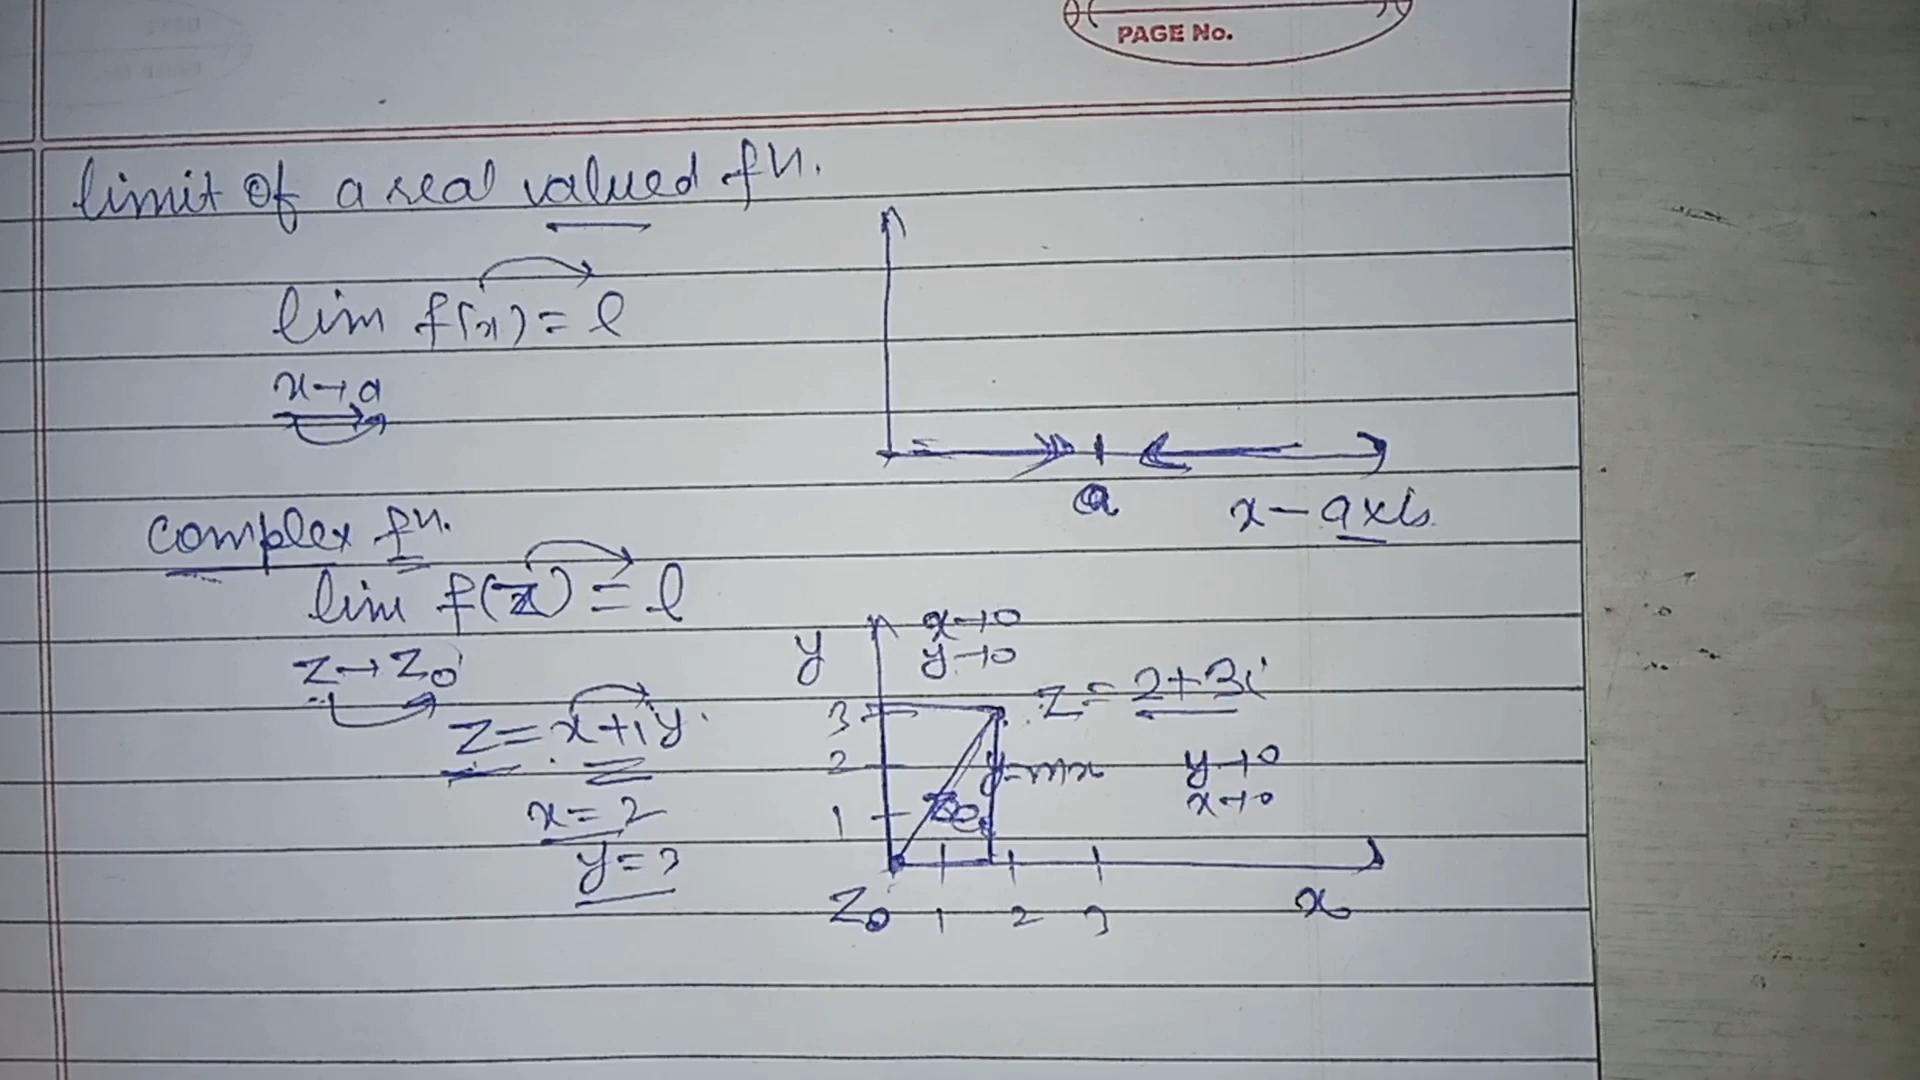 PAGE No.
limit of a real valued fn.
lim f(x) = l
x→a
a
x-axis
complex fn.
lim f(z) = l
z→z₀
z = x+iy
x = 2
y = 3
y
x→0
y→0
z = 2+3i
3
2
1
y=mx
y→0
x→0
z₀
z₀ 1 2 3 x